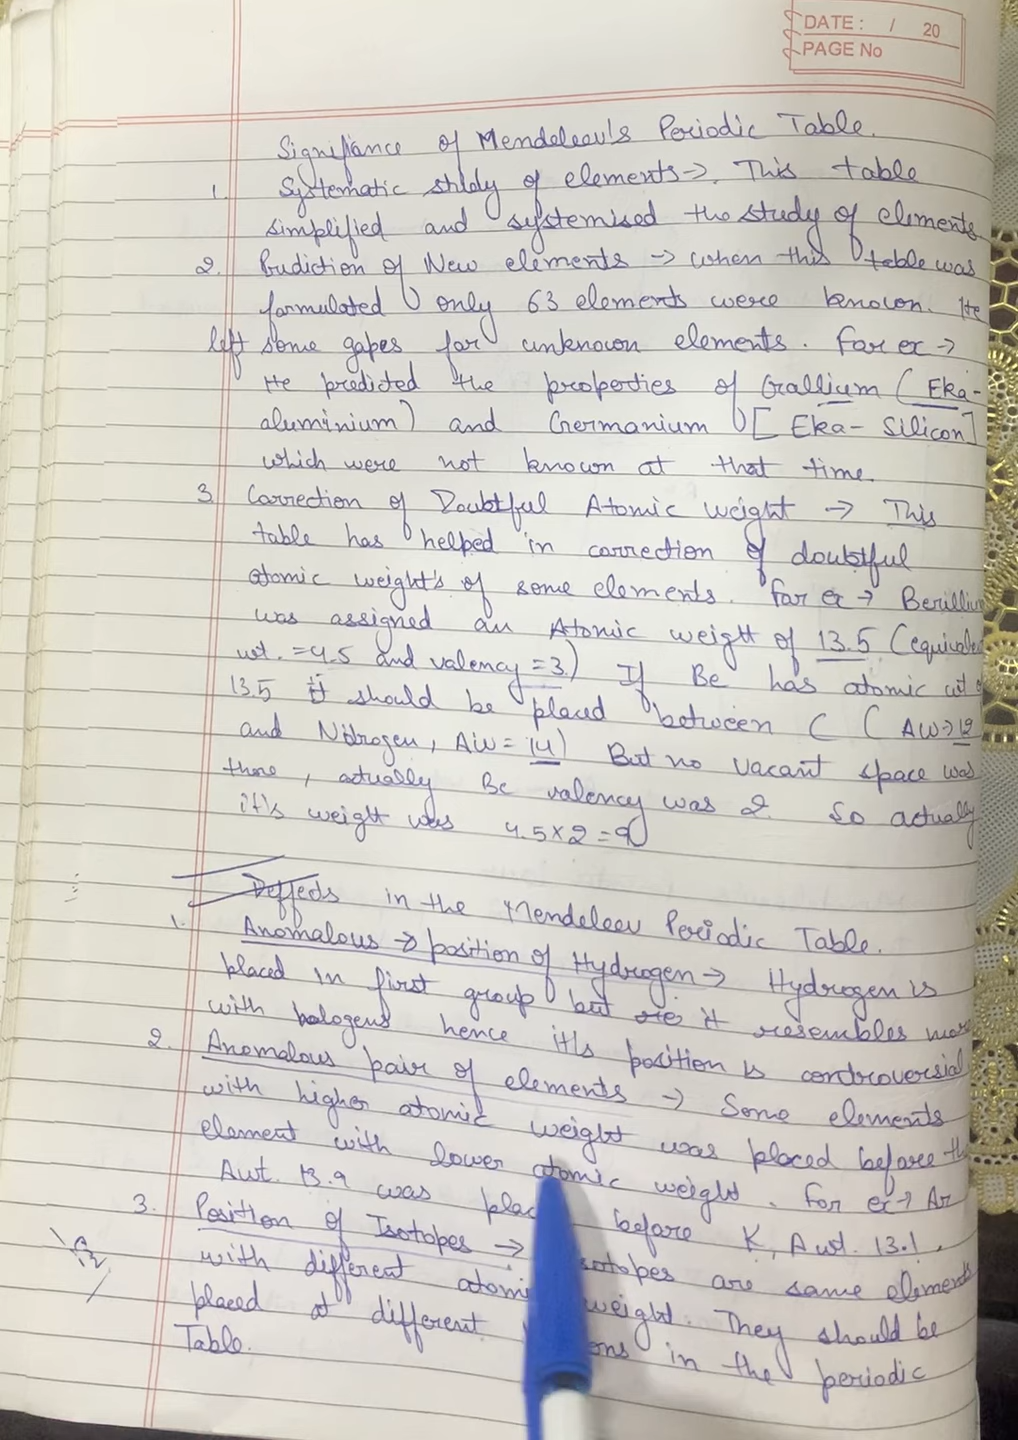 DATE : / 20
PAGE No
Signifance of Mendeleev's Periodic Table.
1. Systematic study of elements→. This table
simplified and systemised the study of elements.
2. Prediction of New elements → when this table was
formulated only 63 elements were known. He
left some gapes for unknown elements. For ex →
He predicted the properties of Gallium (Eka-
aluminium) and Germanium [Eka- Silicon]
which were not known at that time.
3 Correction of Doubtful Atomic weight → This
table has helped in correction of doubtful
atomic weight's of some elements. For ex→ Berillium
was assigned an Atomic weight of 13.5 (equivale
wt. =4.5 and valency =3) If Be has atomic wt
13.5 it should be placed between C ( AW→12
and Nitrogen, AW= 14) But no vacant space was
there, actually Be valency was 2. So actually
it's weight was 4.5×2=9
Deffeds in the Mendeleev Periodic Table.
1. Anomalous → position of Hydrogen→ Hydrogen is
placed in first group but it resembles more
with halogens hence it's position is controversial
2. Anomalous pair of elements → Some elements
with higher atomic weight was placed before the
element with lower atomic weight. For ex→ Ar
Awt. 13.9 was plac before K, Awt. 13.1.
3. Position of Isotopes → sotopes are same elements
with different atomi weight. They should be
placed at different ons in the periodic
Table.